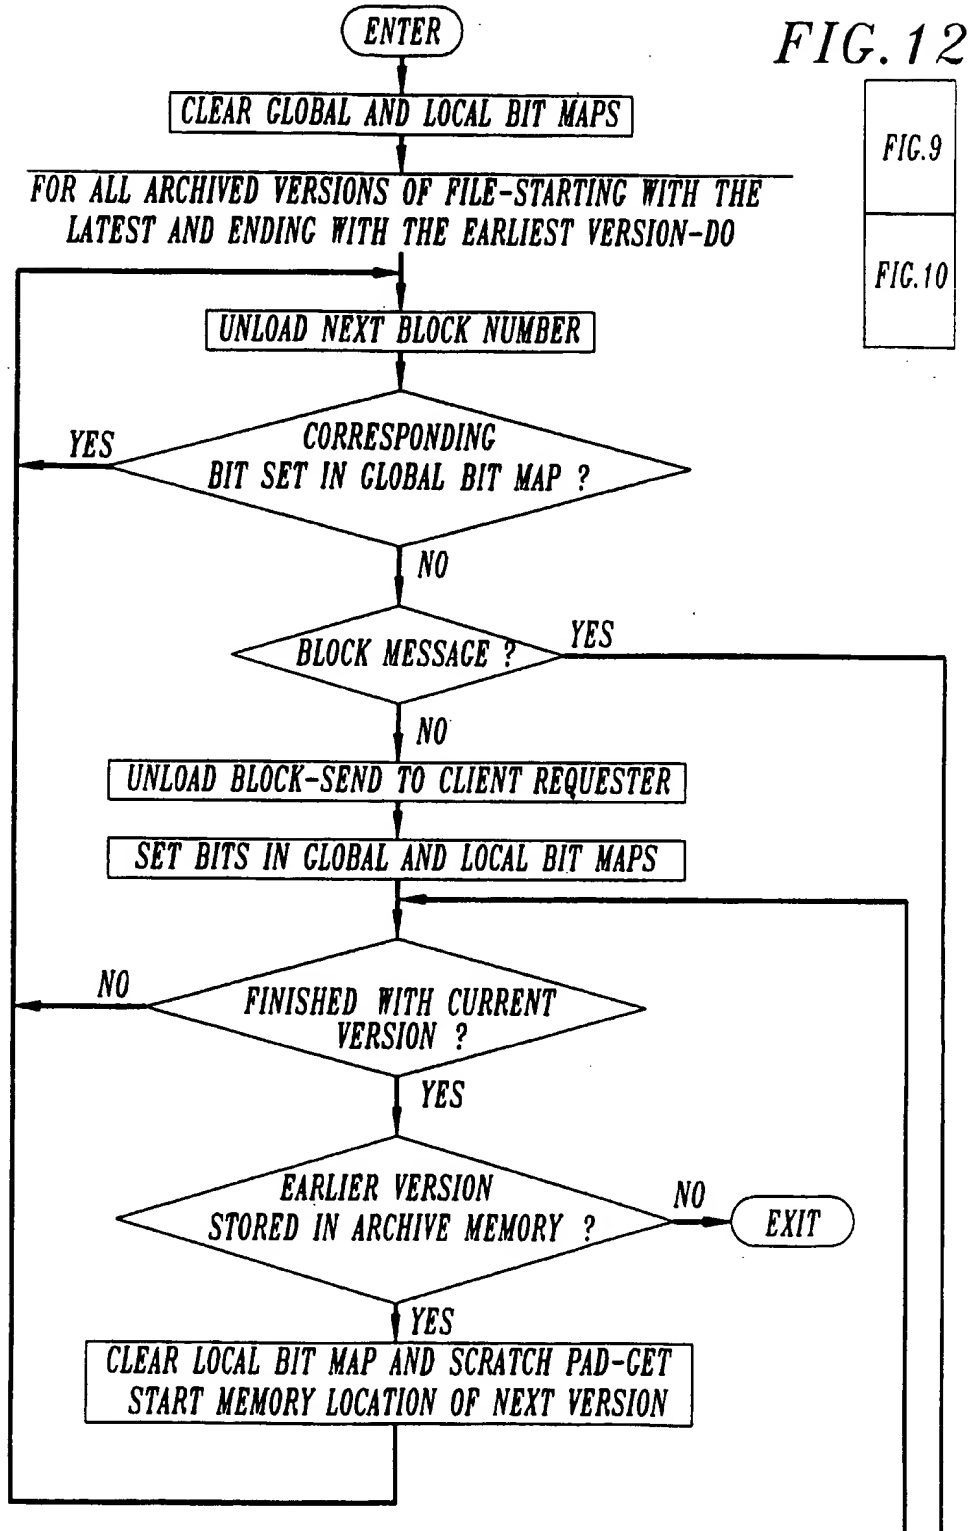 ENTER
FIG. 12
CLEAR GLOBAL AND LOCAL BIT MAPS
FIG.9
FOR ALL ARCHIVED VERSIONS OF FILE-STARTING WITH THE
LATEST AND ENDING WITH THE EARLIEST VERSION-DO
FIG.10
UNLOAD NEXT BLOCK NUMBER
CORRESPONDING
BIT SET IN GLOBAL BIT MAP ?
YES
NO
BLOCK MESSAGE ?
YES
NO
UNLOAD BLOCK-SEND TO CLIENT REQUESTER
SET BITS IN GLOBAL AND LOCAL BIT MAPS
NO
FINISHED WITH CURRENT
VERSION ?
YES
EARLIER VERSION
STORED IN ARCHIVE MEMORY ?
NO
EXIT
YES
CLEAR LOCAL BIT MAP AND SCRATCH PAD-GET
START MEMORY LOCATION OF NEXT VERSION